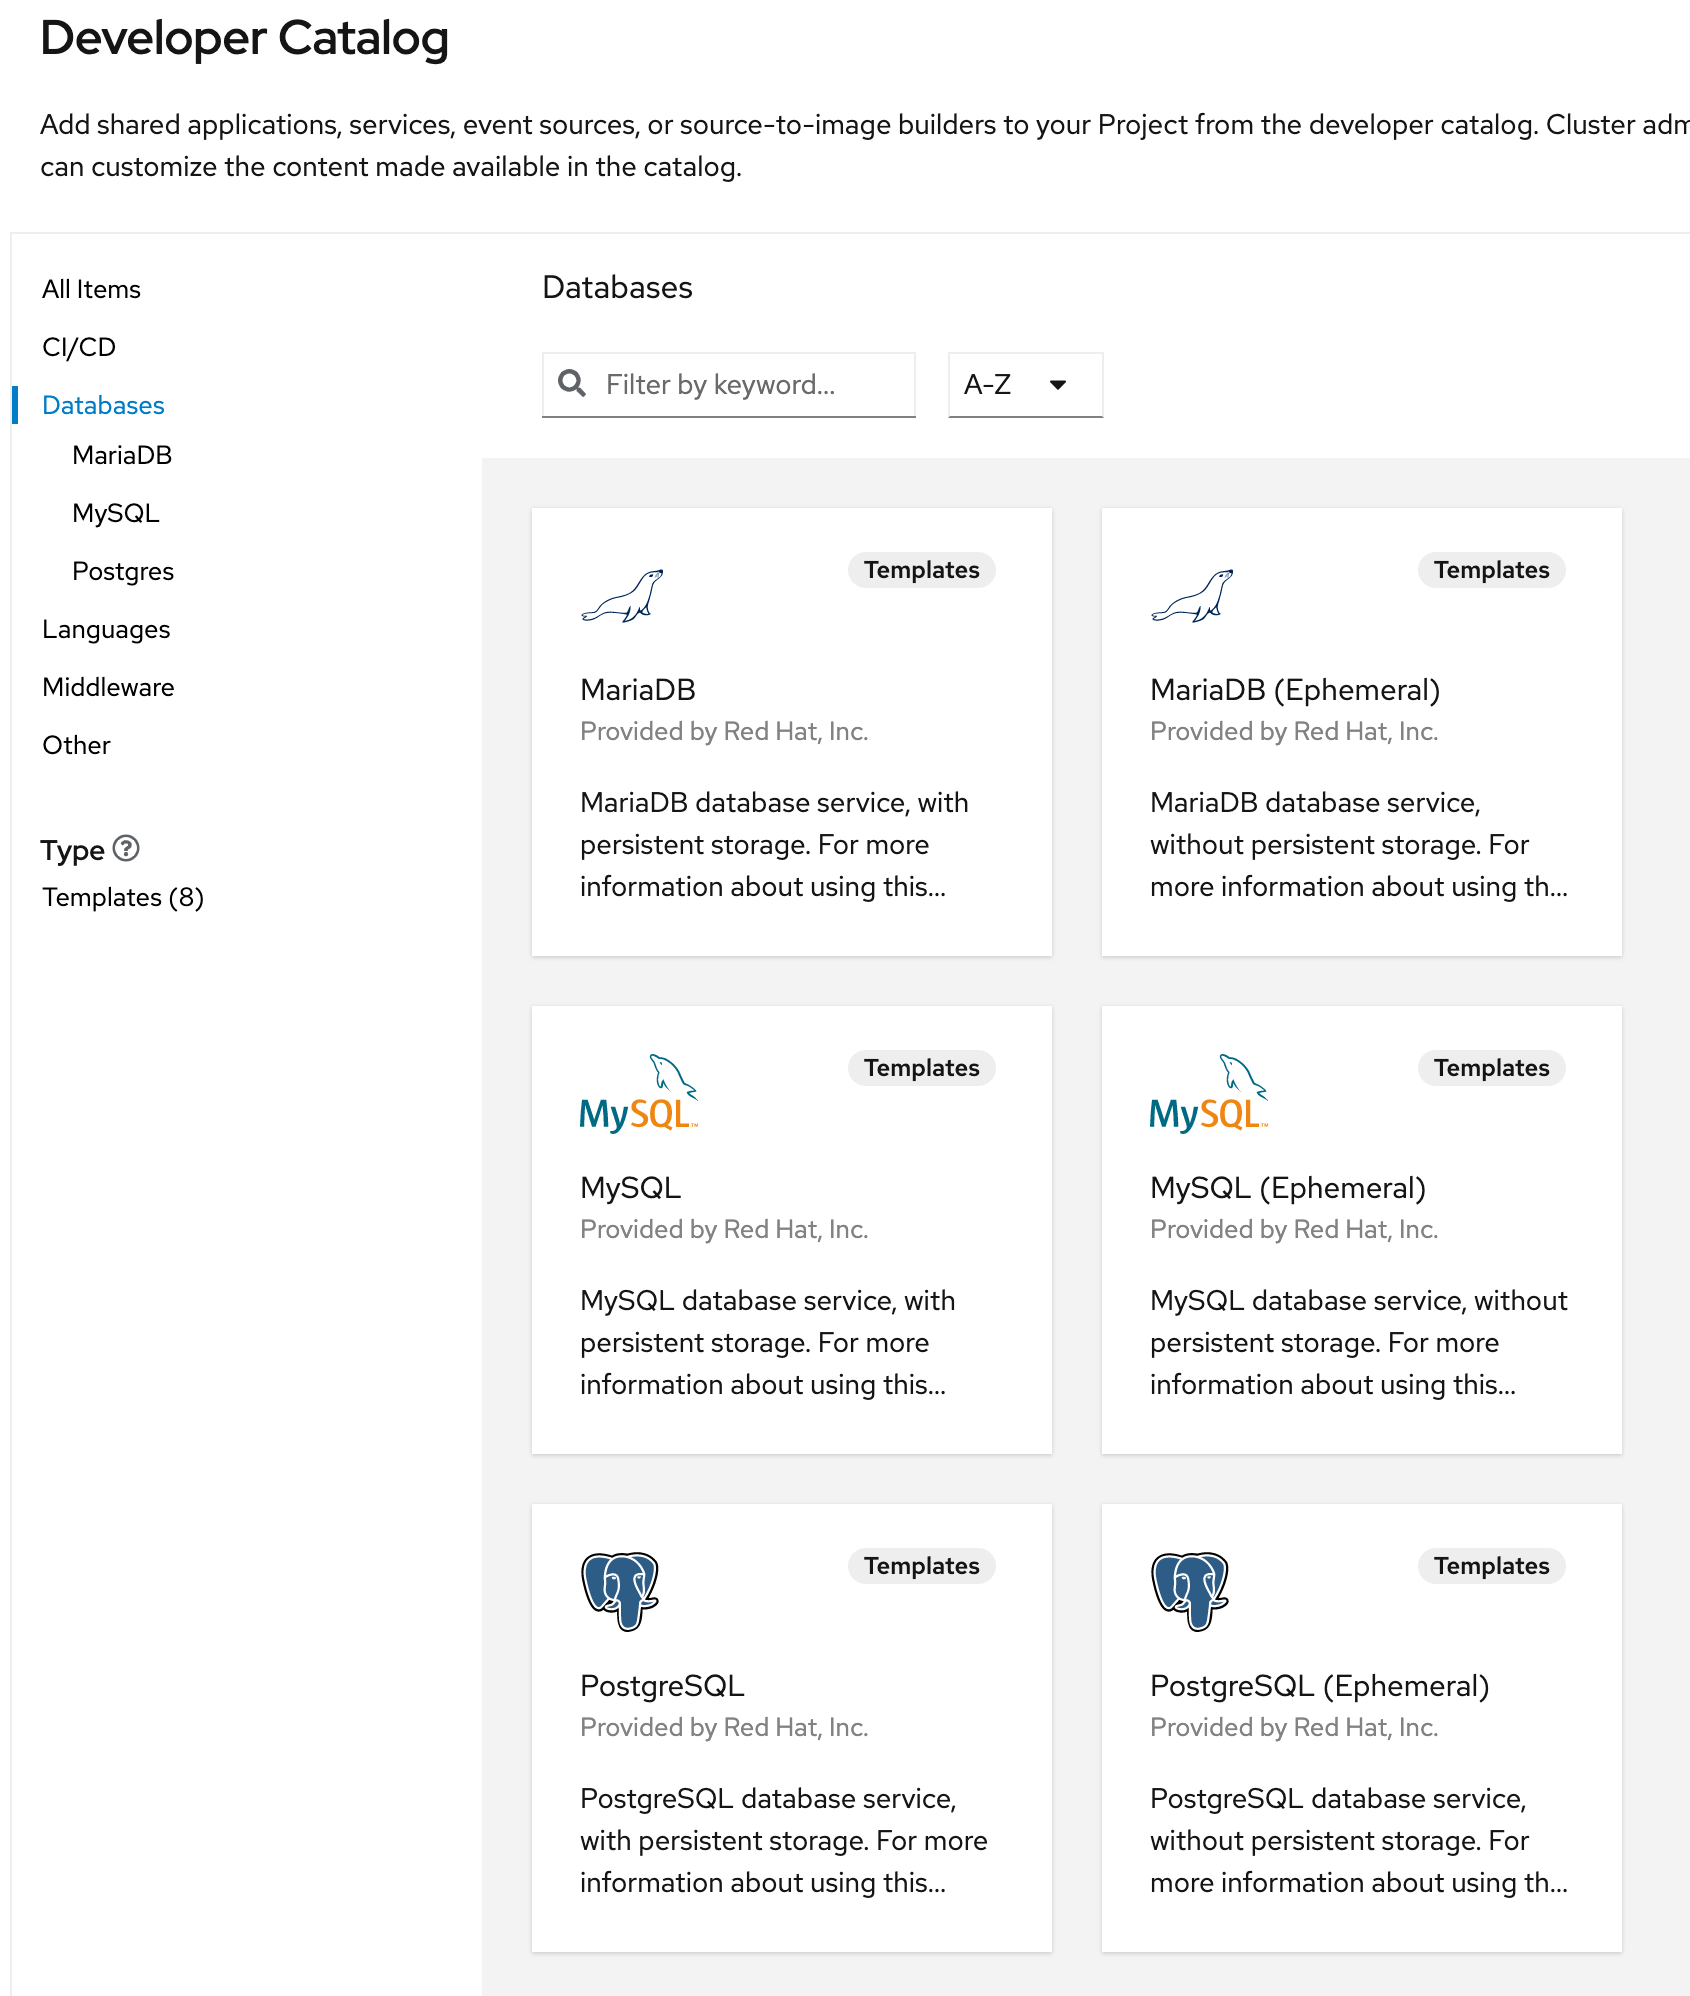 Developer Catalog
Add shared applications, services, event sources, or source-to-image builders to your Project from the developer catalog. Cluster
can customize the content made available in the catalog.
All Items
CI/CD
Databases
MariaDB
MySQL
Postgres
Languages
Middleware
Other
Type
Templates (8)
Databases
Filter by keyword...
A-Z
Templates
MariaDB
Provided by Red Hat, Inc.
MariaDB database service, with
persistent storage. For more
information about using this...
Templates
MariaDB (Ephemeral)
Provided by Red Hat, Inc.
MariaDB database service,
without persistent storage. For
more information about using th...
MySQL™
Templates
MySQL
Provided by Red Hat, Inc.
MySQL database service, with
persistent storage. For more
information about using this...
MySQL™
Templates
MySQL (Ephemeral)
Provided by Red Hat, Inc.
MySQL database service, without
persistent storage. For more
information about using this...
Templates
PostgreSQL
Provided by Red Hat, Inc.
PostgreSQL database service,
with persistent storage. For more
information about using this...
Templates
PostgreSQL (Ephemeral)
Provided by Red Hat, Inc.
PostgreSQL database service,
without persistent storage. For
more information about using th...